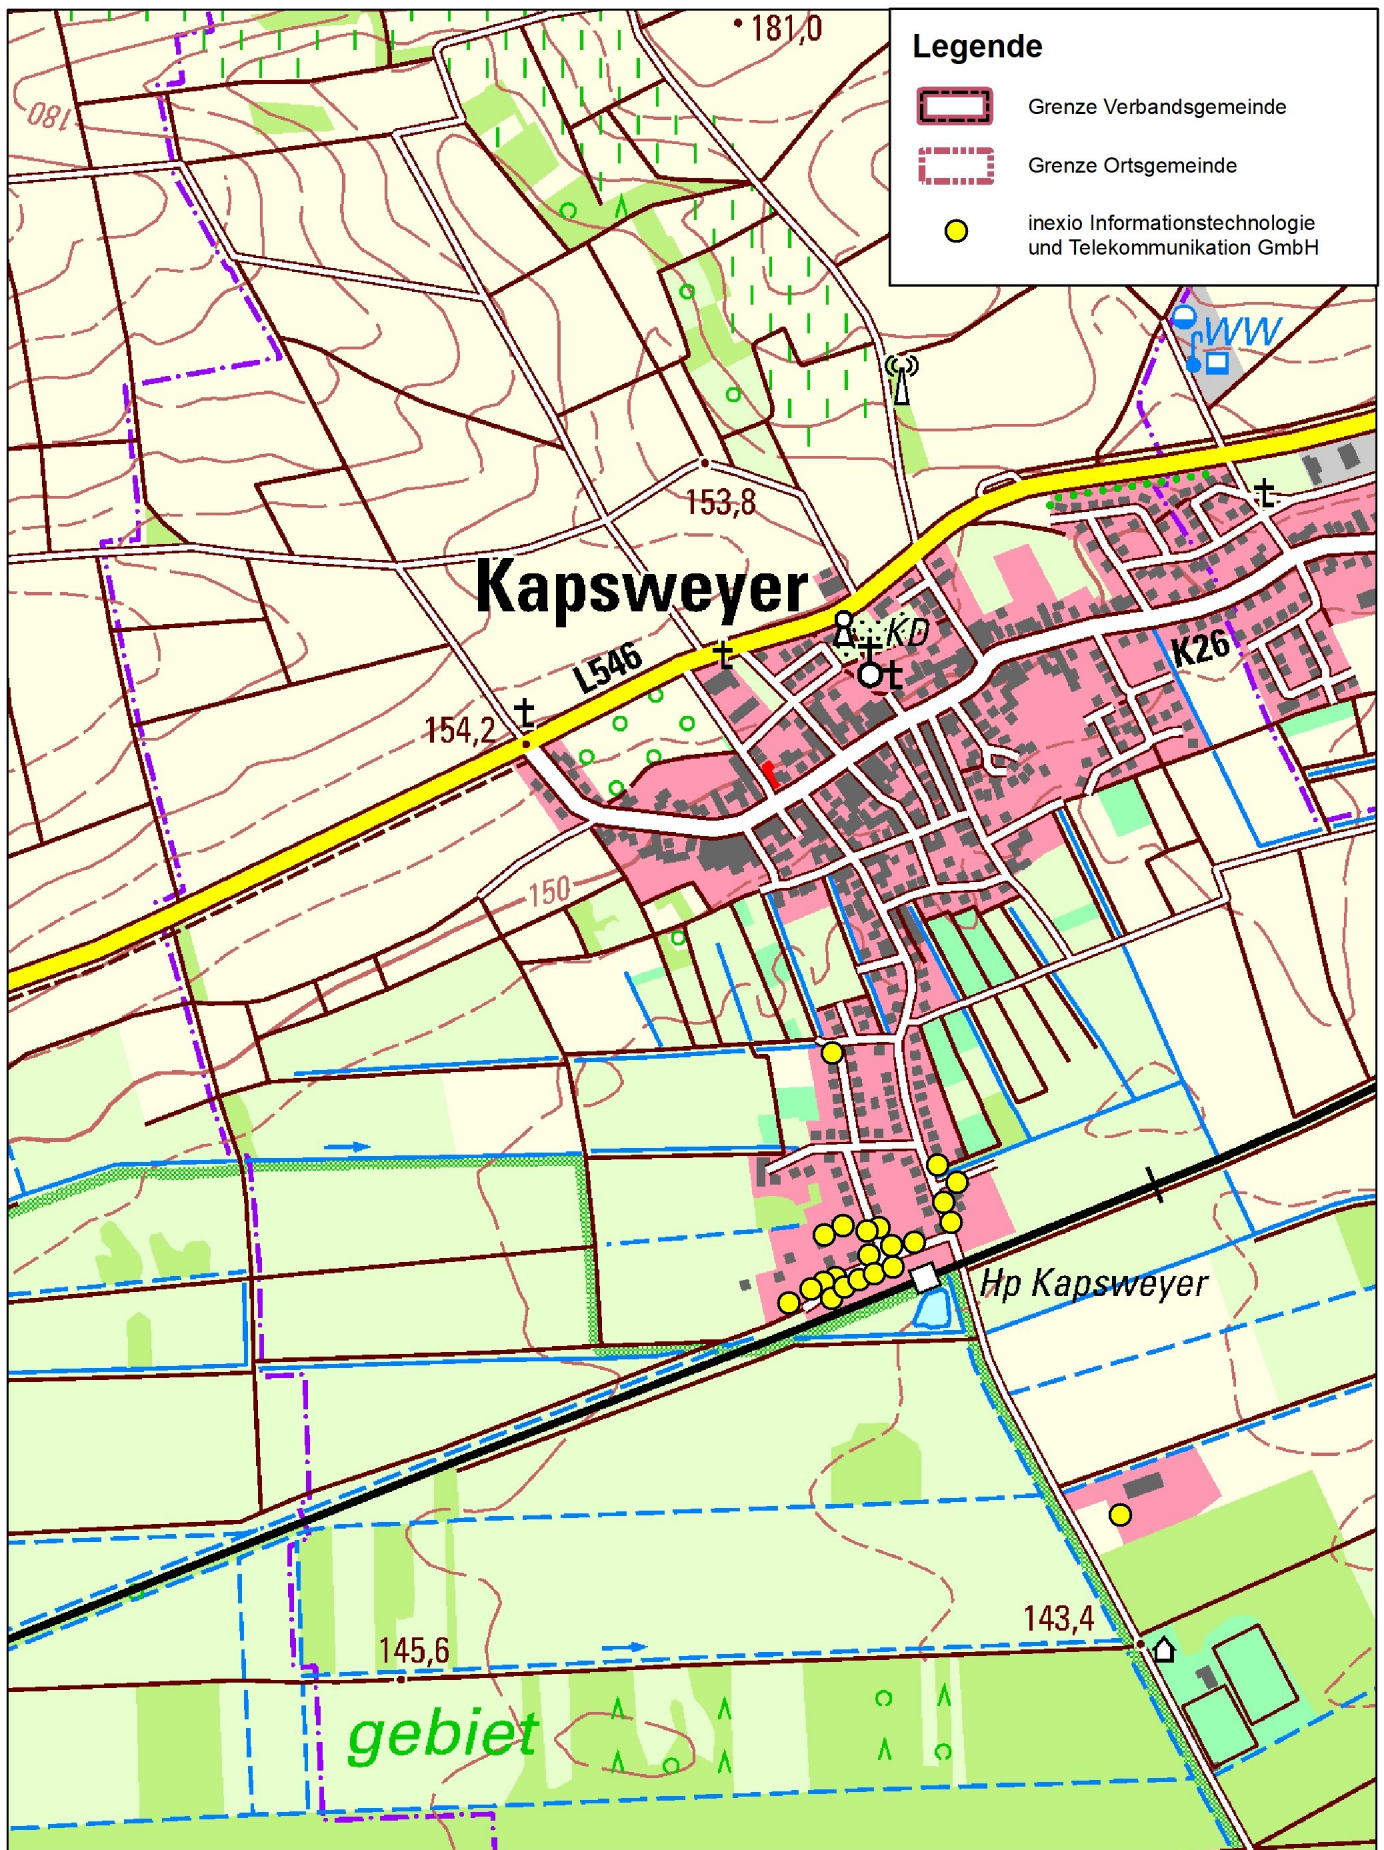 181,0
Legende
Grenze Verbandsgemeinde
Grenze Ortsgemeinde
inexio Informationstechnologie
und Telekommunikation GmbH
180
WW
153,8
Kapsweyer
KD
L546
K26
154,2
150
Hp Kapsweyer
143,4
145,6
gebiet